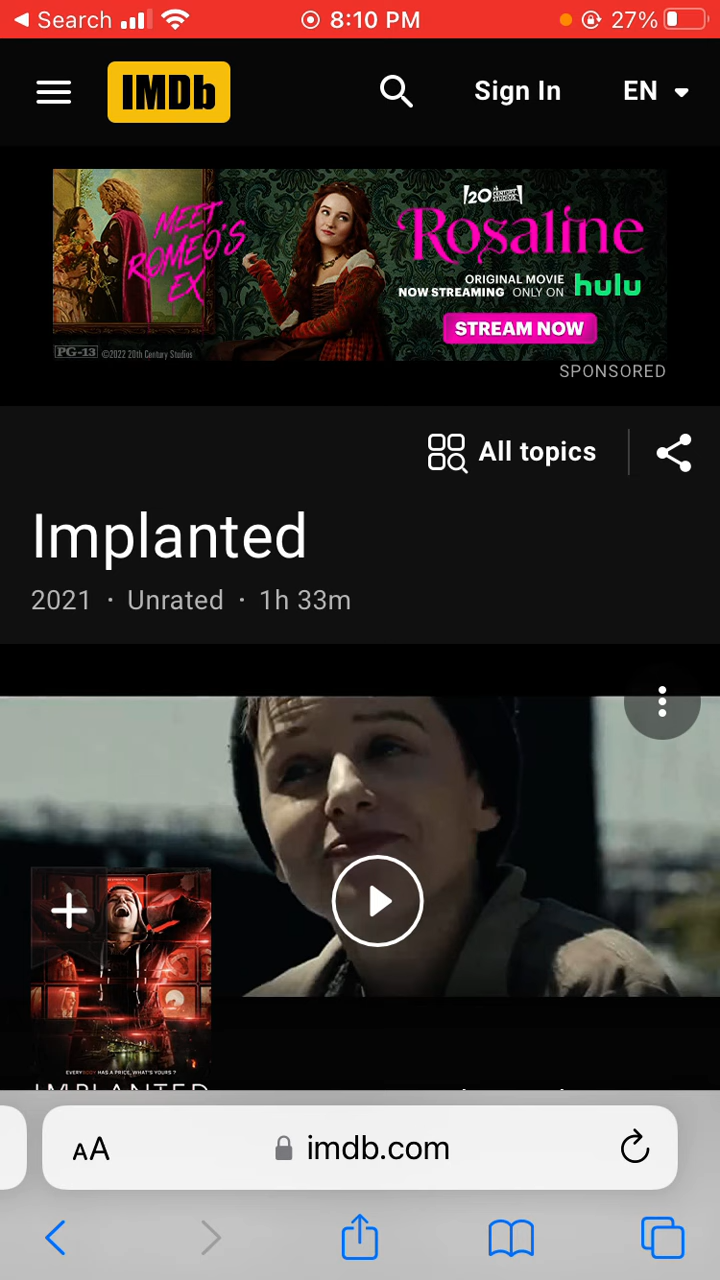 Search
8:10 PM
27%
IMDb
Sign In
EN
MEET
ROMEO'S
EX
20th CENTURY STUDIOS
Rosaline
ORIGINAL MOVIE
NOW STREAMING ONLY ON hulu
STREAM NOW
PG-13 ©2022 20th Century Studios
SPONSORED
All topics
Implanted
2021 · Unrated · 1h 33m
EVERYBODY HAS A PRICE, WHAT'S YOURS?
IMPLANTED
AA
imdb.com